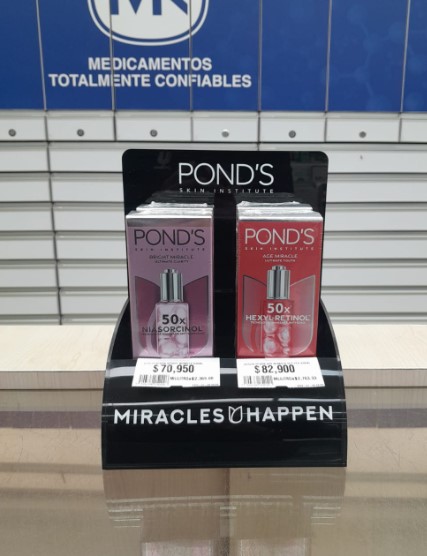 MK
MEDICAMENTOS
TOTALMENTE CONFIABLES
POND'S
SKIN INSTITUTE
POND'S
SKIN INSTITUTE
BRIGHT MIRACLE
50x
NIASORCINOL
POND'S
SKIN INSTITUTE
AGE MIRACLE
50x
HEXYL-RETINOL
$70,950
$82,900
MIRACLES HAPPEN